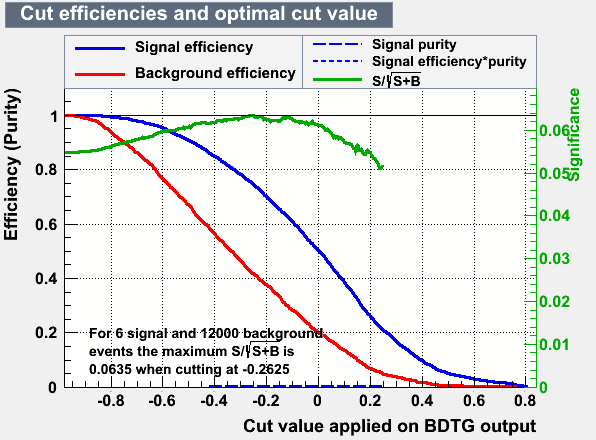 Cut efficiencies and optimal cut value
Signal efficiency
Background efficiency
Signal purity
Signal efficiency*purity
S/√S+B
Efficiency (Purity)
1
0.8
0.6
0.4
0.2
0
0.06
0.05
0.04
0.03
0.02
0.01
0
Significance
For 6 signal and 12000 background
events the maximum S/√S+B is
0.0635 when cutting at -0.2625
-0.8 -0.6 -0.4 -0.2 0 0.2 0.4 0.6 0.8
Cut value applied on BDTG output